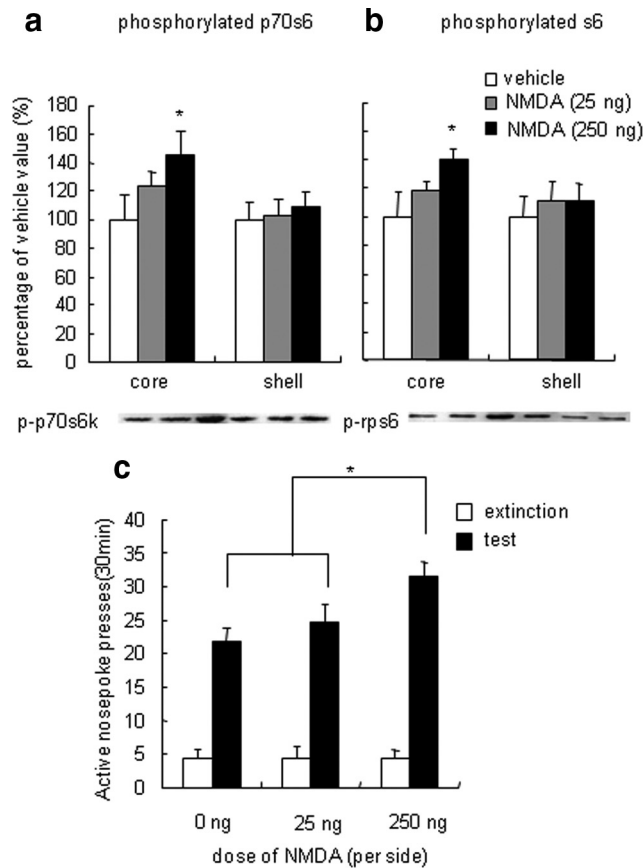 a phosphorylated p70s6
b phosphorylated s6
vehicle
NMDA (25 ng)
NMDA (250 ng)
percentage of vehicle value (%)
180
160
140
120
100
80
60
40
20
0
*
*
core shell core shell
p-p70s6k
p-rps6
c
extinction
test
*
Active nosepoke presses(30min)
40
35
30
25
20
15
10
5
0
0 ng 25 ng 250 ng
dose of NMDA (per side)